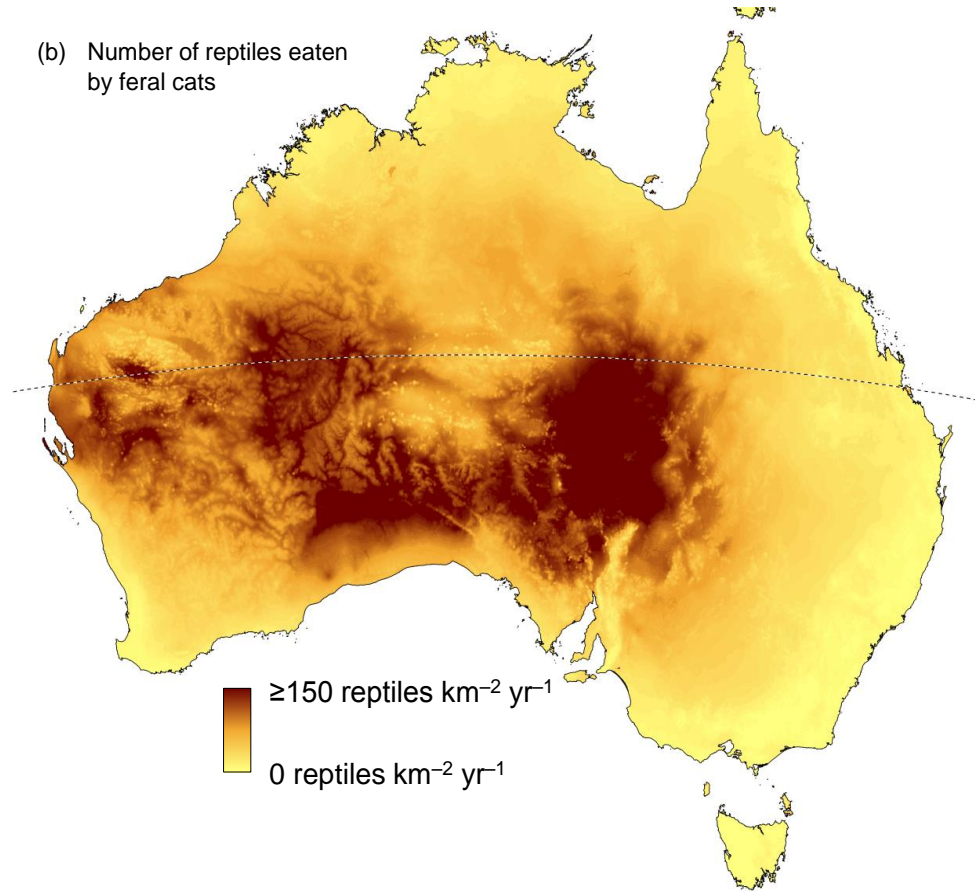 (b) Number of reptiles eaten
by feral cats
≥150 reptiles km⁻² yr⁻¹
0 reptiles km⁻² yr⁻¹